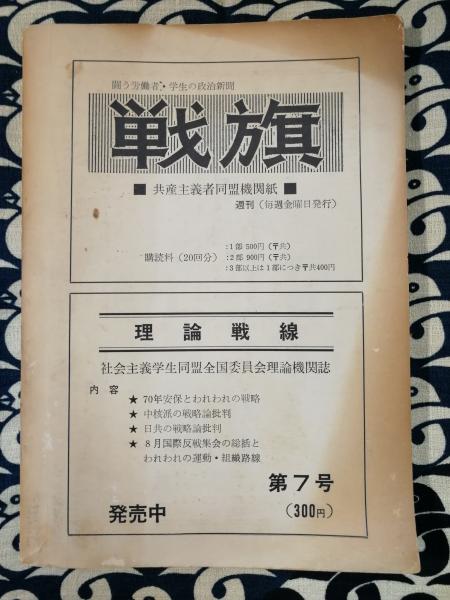 闘う労働者・学生の政治新聞
戦旗
■ 共産主義者同盟機関紙 ■
週刊（毎週金曜日発行）
:1部 500円（〒共）
購読料（20回分）:2部 900円（〒共）
:3部以上は1部につき〒共400円
理論戦線
社会主義学生同盟全国委員会理論機関誌
内容
★ 70年安保とわれわれの戦略
★ 中核派の戦略論批判
★ 日共の戦略論批判
★ 8月国際反戦集会の総括と
われわれの運動・組織路線
第7号
発売中
（300円）